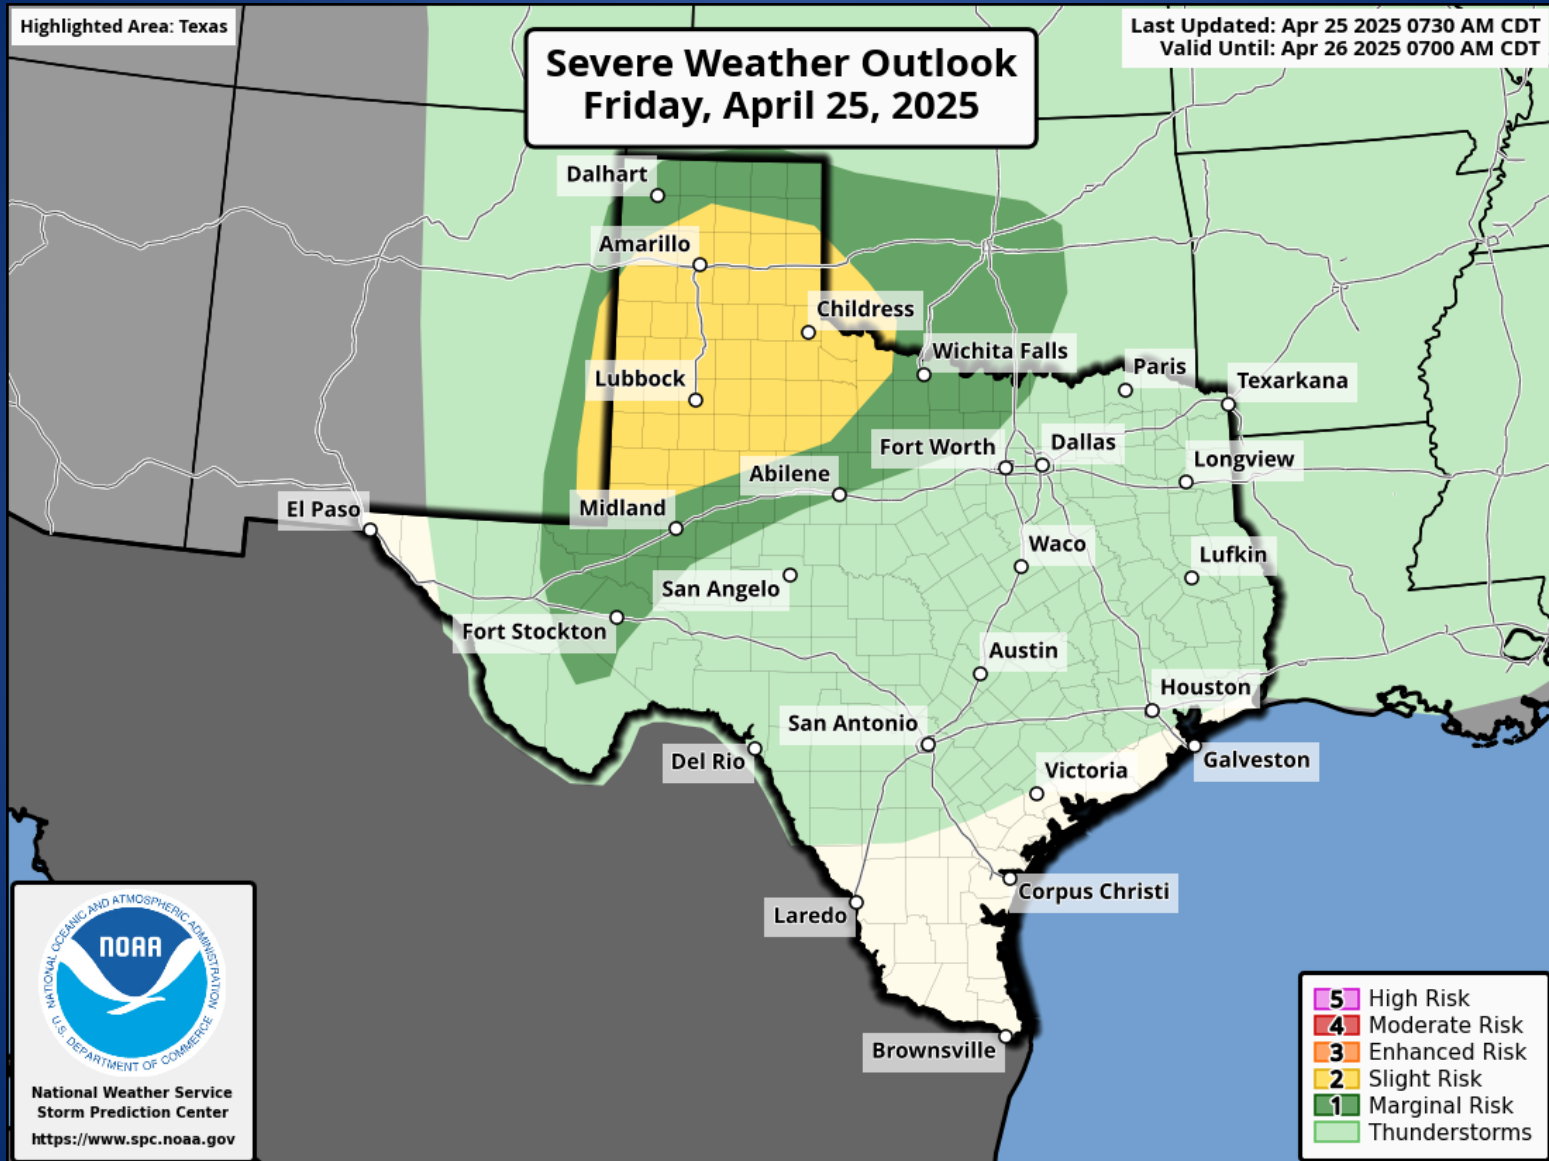 Highlighted Area: Texas
Last Updated: Apr 25 2025 0730 AM CDT
Valid Until: Apr 26 2025 0700 AM CDT
Severe Weather Outlook
Friday, April 25, 2025
Dalhart
Amarillo
Childress
Wichita Falls
Paris
Texarkana
Lubbock
Fort Worth
Dallas
Longview
Abilene
Midland
El Paso
Waco
Lufkin
San Angelo
Fort Stockton
Austin
Houston
San Antonio
Del Rio
Galveston
Victoria
Corpus Christi
Laredo
Brownsville
NATIONAL OCEANIC AND ATMOSPHERIC ADMINISTRATION
NOAA
U.S. DEPARTMENT OF COMMERCE
National Weather Service
Storm Prediction Center
https://www.spc.noaa.gov
5 High Risk
4 Moderate Risk
3 Enhanced Risk
2 Slight Risk
1 Marginal Risk
Thunderstorms